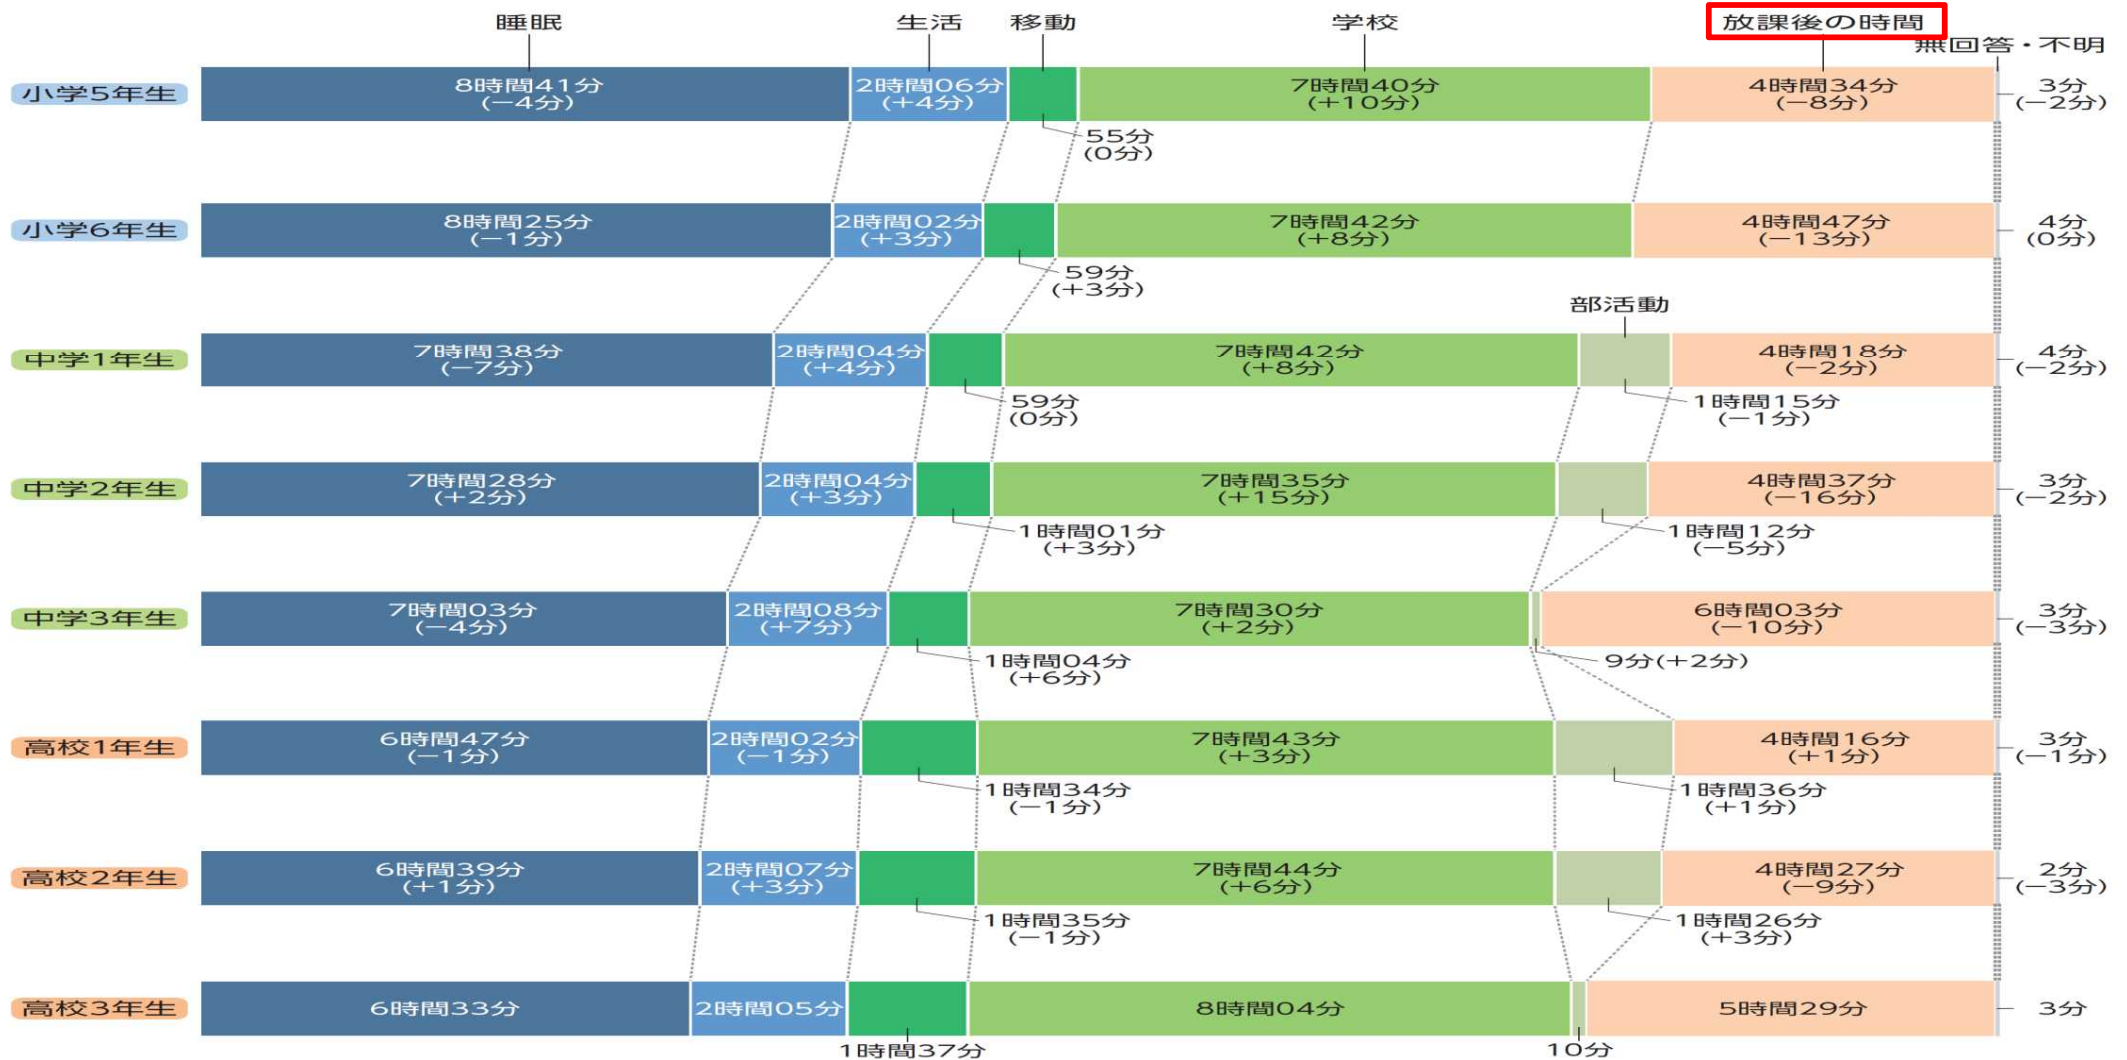 睡眠 生活 移動 学校 放課後の時間
無回答・不明
小学5年生 8時間41分 2時間06分 7時間40分 4時間34分 3分
(−4分) (+4分) (+10分) (−8分) (−2分)
55分
(0分)
小学6年生 8時間25分 2時間02分 7時間42分 4時間47分 4分
(−1分) (+3分) (+8分) (−13分) (0分)
59分
(+3分)
部活動
中学1年生 7時間38分 2時間04分 7時間42分 4時間18分 4分
(−7分) (+4分) (+8分) (−2分) (−2分)
59分 1時間15分
(0分) (−1分)
中学2年生 7時間28分 2時間04分 7時間35分 4時間37分 3分
(+2分) (+3分) (+15分) (−16分) (−2分)
1時間01分 1時間12分
(+3分) (−5分)
中学3年生 7時間03分 2時間08分 7時間30分 6時間03分 3分
(−4分) (+7分) (+2分) (−10分) (−3分)
1時間04分 9分(+2分)
(+6分)
高校1年生 6時間47分 2時間02分 7時間43分 4時間16分 3分
(−1分) (−1分) (+3分) (+1分) (−1分)
1時間34分 1時間36分
(−1分) (+1分)
高校2年生 6時間39分 2時間07分 7時間44分 4時間27分 2分
(+1分) (+3分) (+6分) (−9分) (−3分)
1時間35分 1時間26分
(−1分) (+3分)
高校3年生 6時間33分 2時間05分 8時間04分 5時間29分 3分
1時間37分 10分